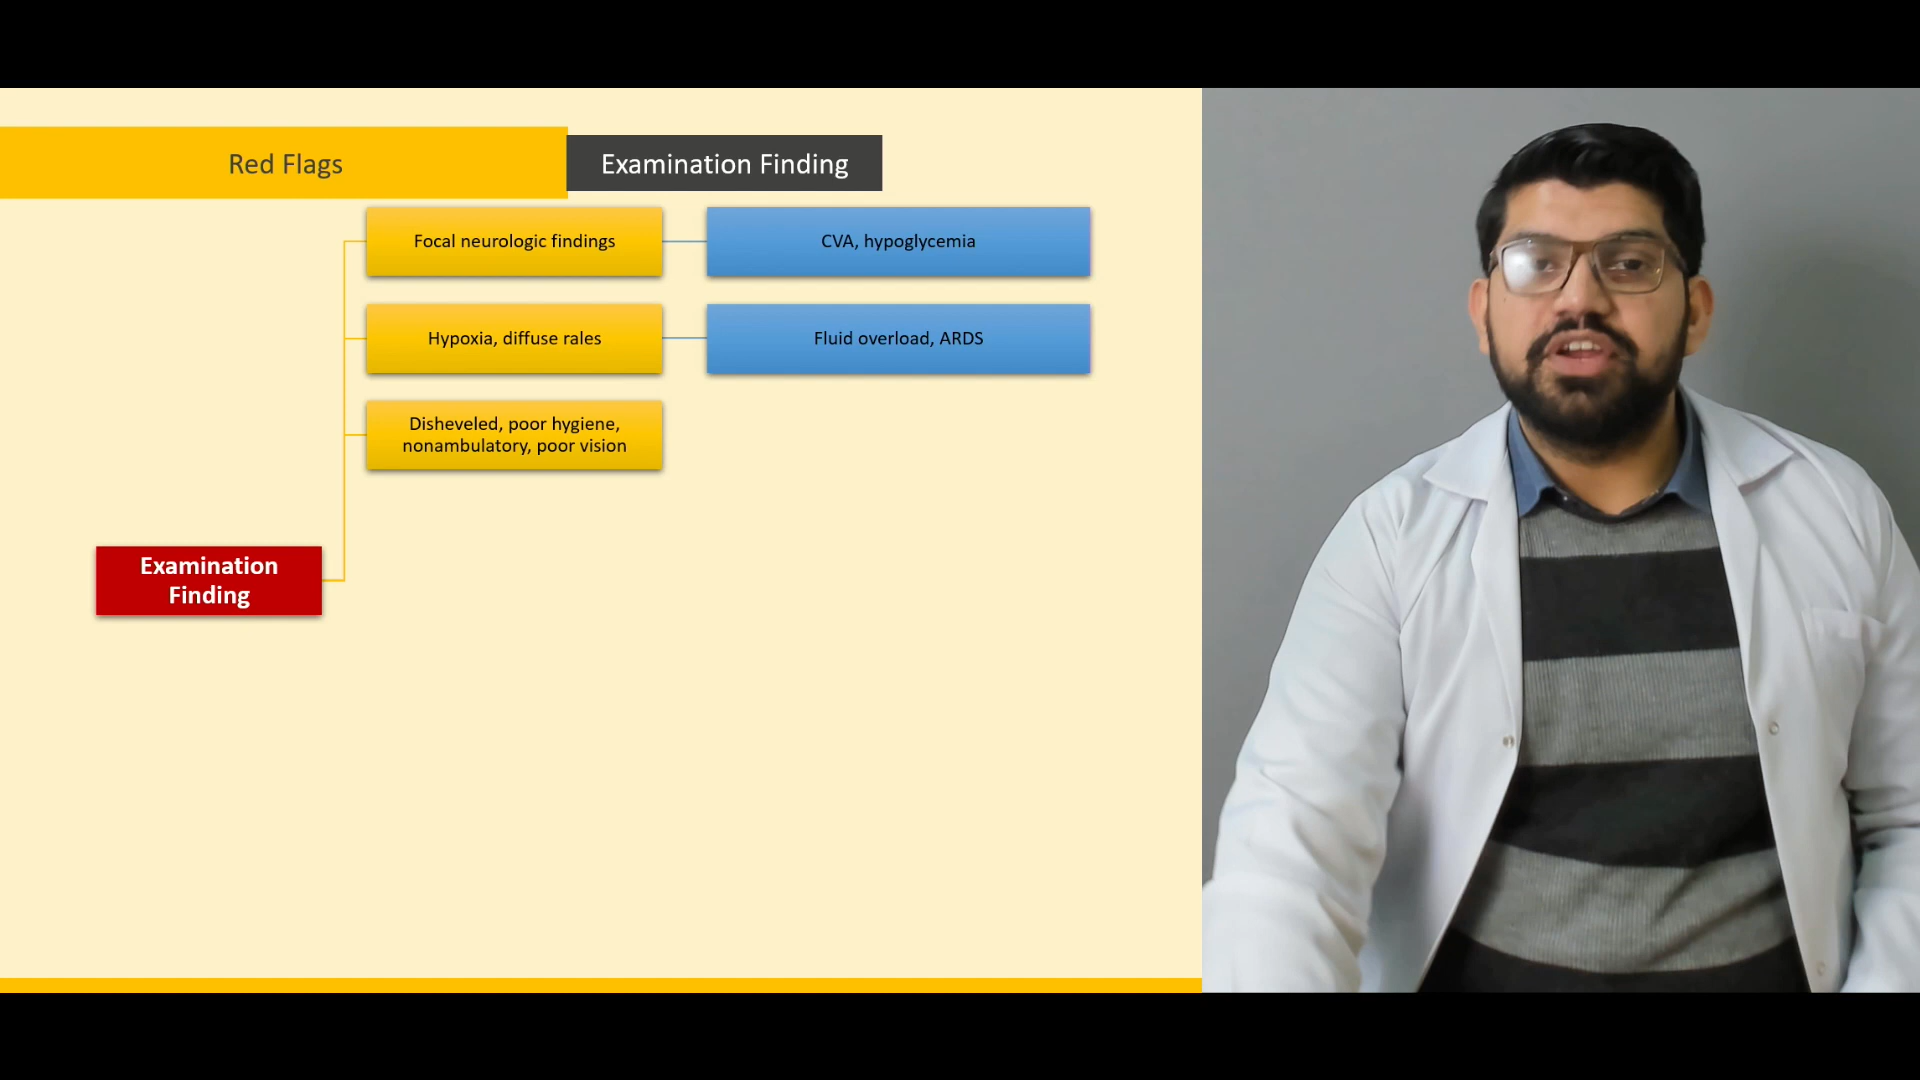 Red Flags
Examination Finding
Focal neurologic findings
CVA, hypoglycemia
Hypoxia, diffuse rales
Fluid overload, ARDS
Disheveled, poor hygiene,
nonambulatory, poor vision
Examination
Finding